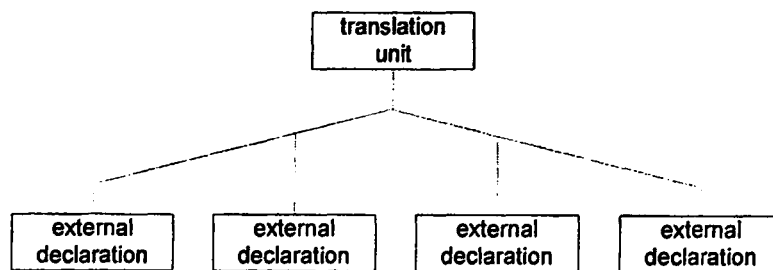 translation
unit
external
declaration
external
declaration
external
declaration
external
declaration